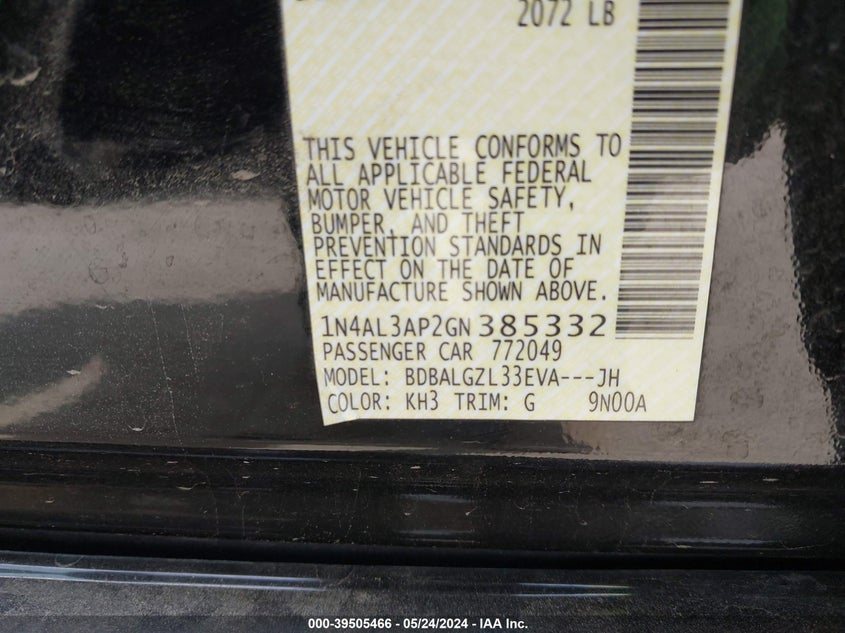 2072 LB
THIS VEHICLE CONFORMS TO
ALL APPLICABLE FEDERAL
MOTOR VEHICLE SAFETY,
BUMPER, AND THEFT
PREVENTION STANDARDS IN
EFFECT ON THE DATE OF
MANUFACTURE SHOWN ABOVE.
1N4AL3AP2GN385332
PASSENGER CAR 772049
MODEL: BDBALGZL33EVA---JH
COLOR: KH3 TRIM: G 9N00A
000-39505466 - 05/24/2024 - IAA Inc.